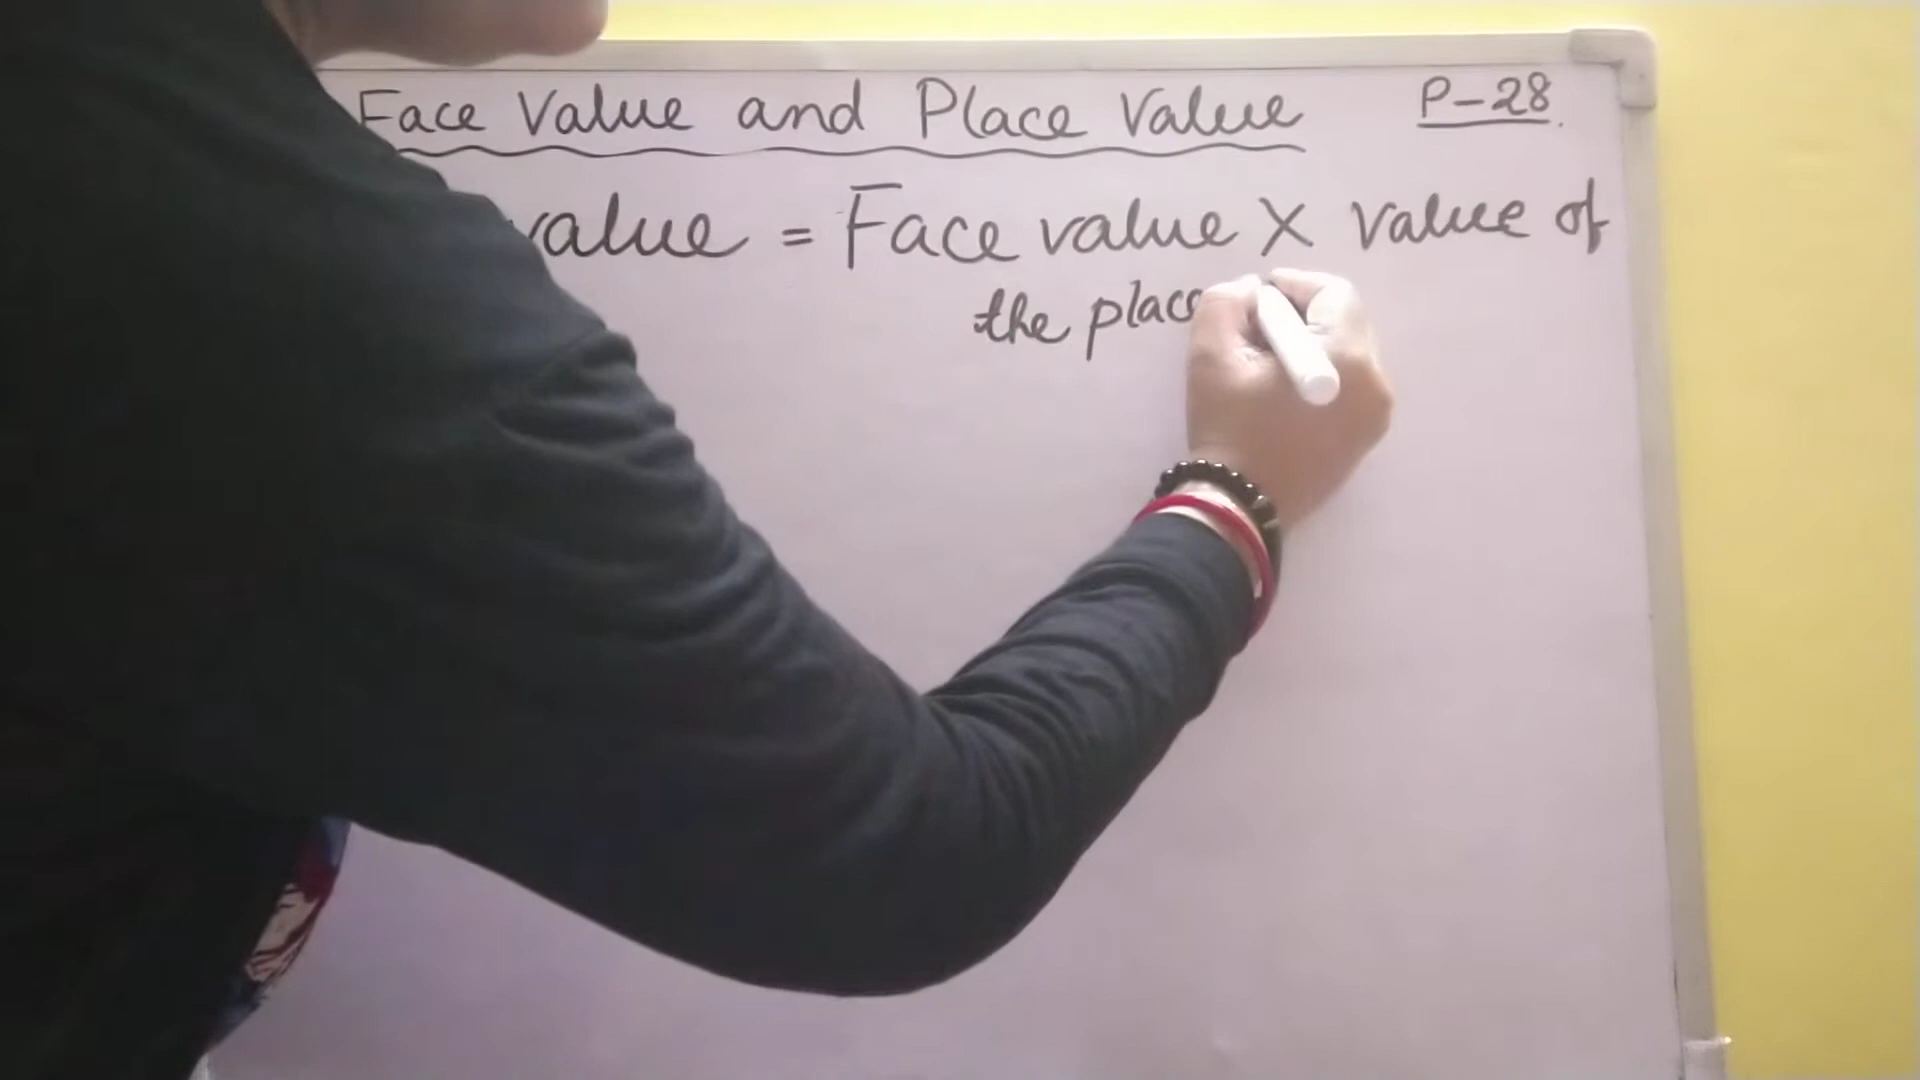 Face Value and Place Value P-28.
value = Face value X value of
the plac